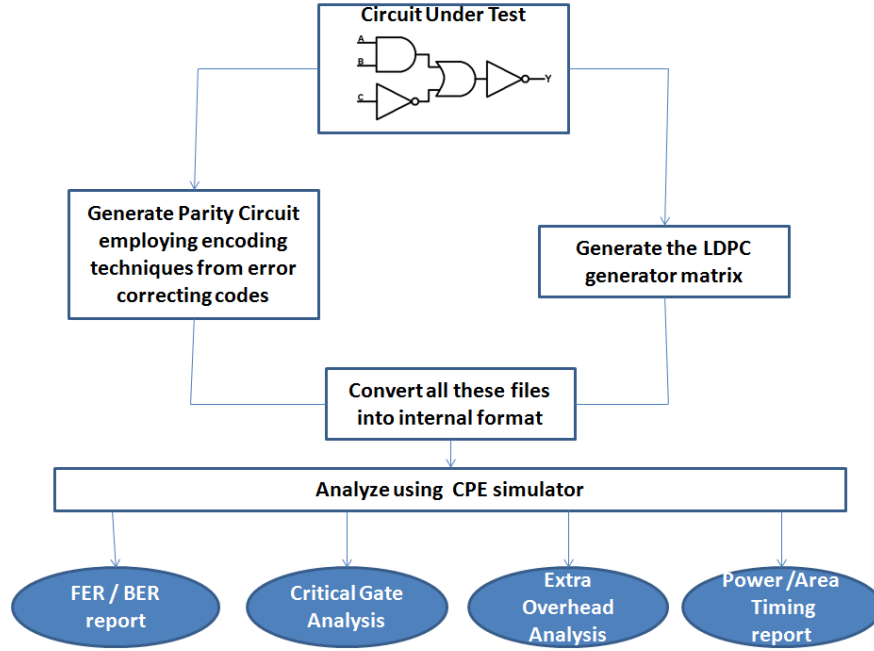 Circuit Under Test
A
B
C
Y
Generate Parity Circuit
employing encoding
techniques from error
correcting codes
Generate the LDPC
generator matrix
Convert all these files
into internal format
Analyze using CPE simulator
FER / BER
report
Critical Gate
Analysis
Extra
Overhead
Analysis
Power /Area
Timing
report